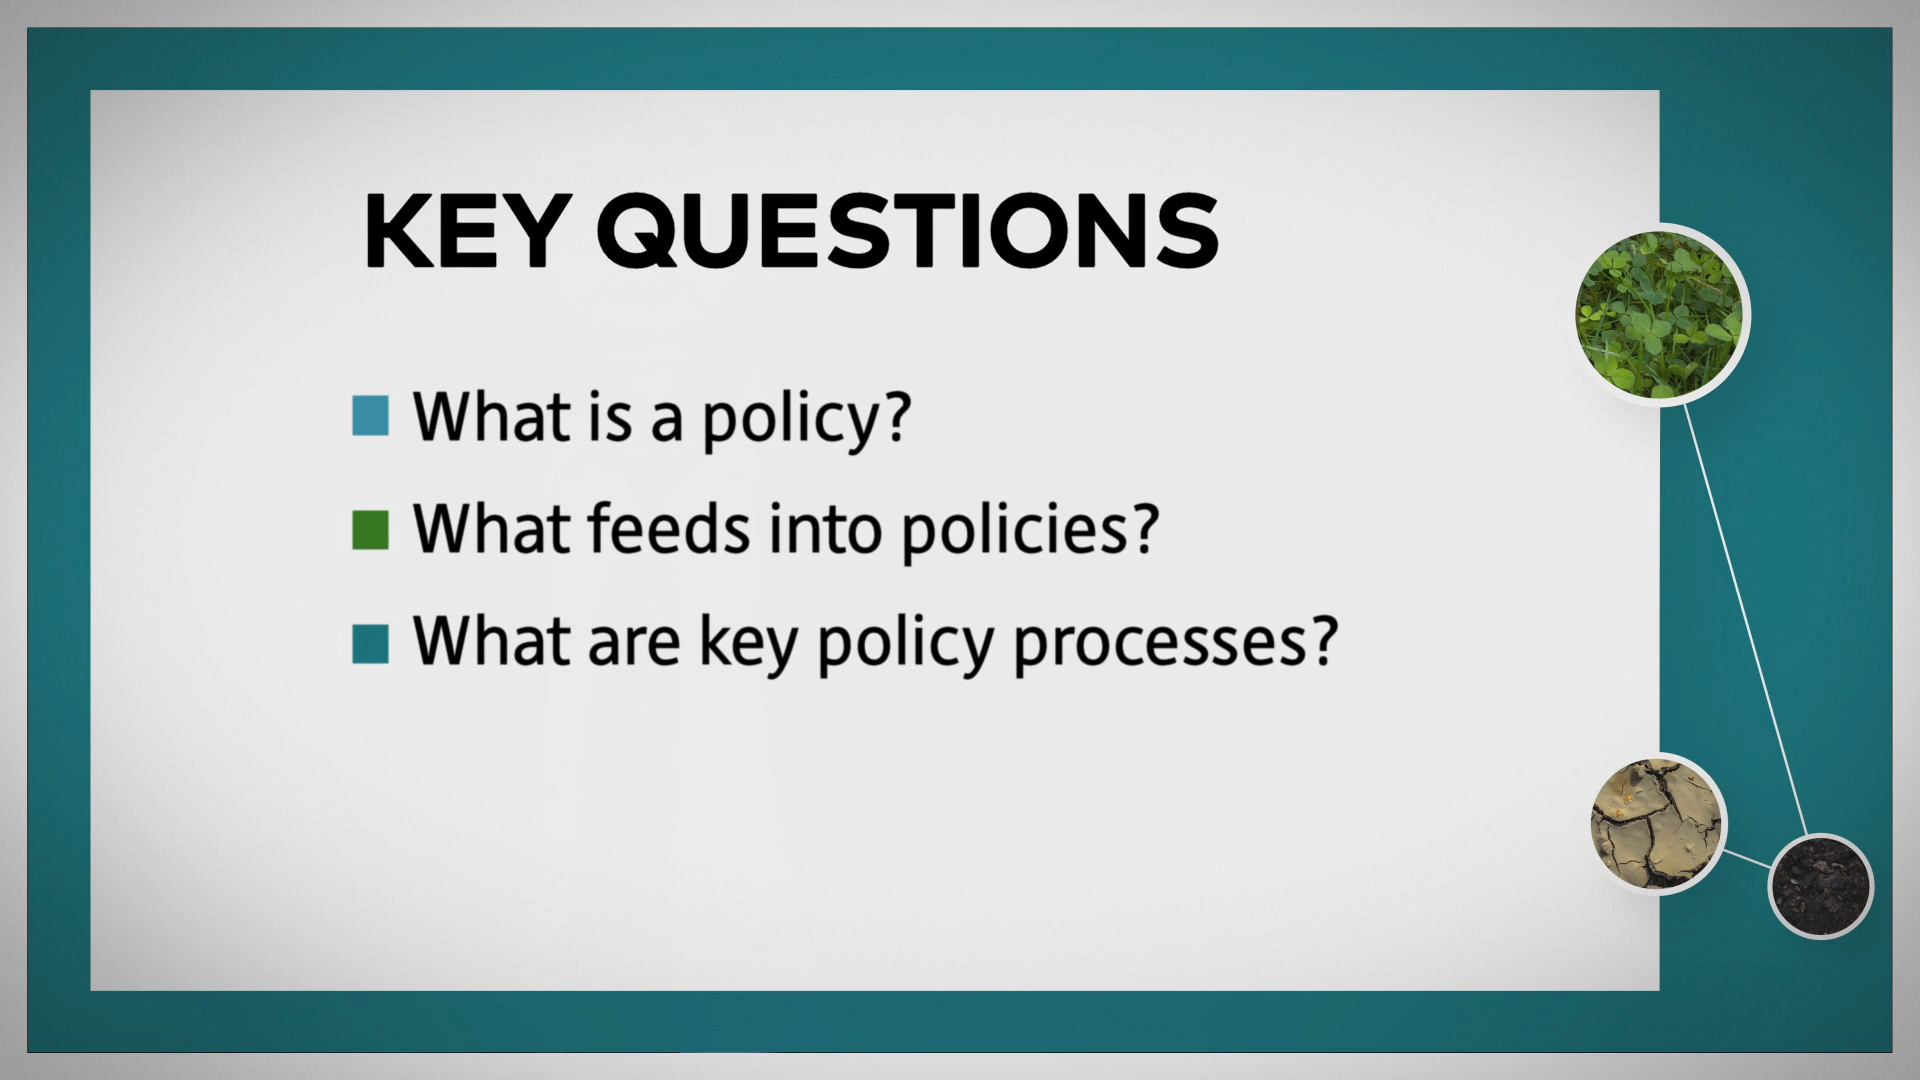 KEY QUESTIONS
What is a policy?
What feeds into policies?
What are key policy processes?